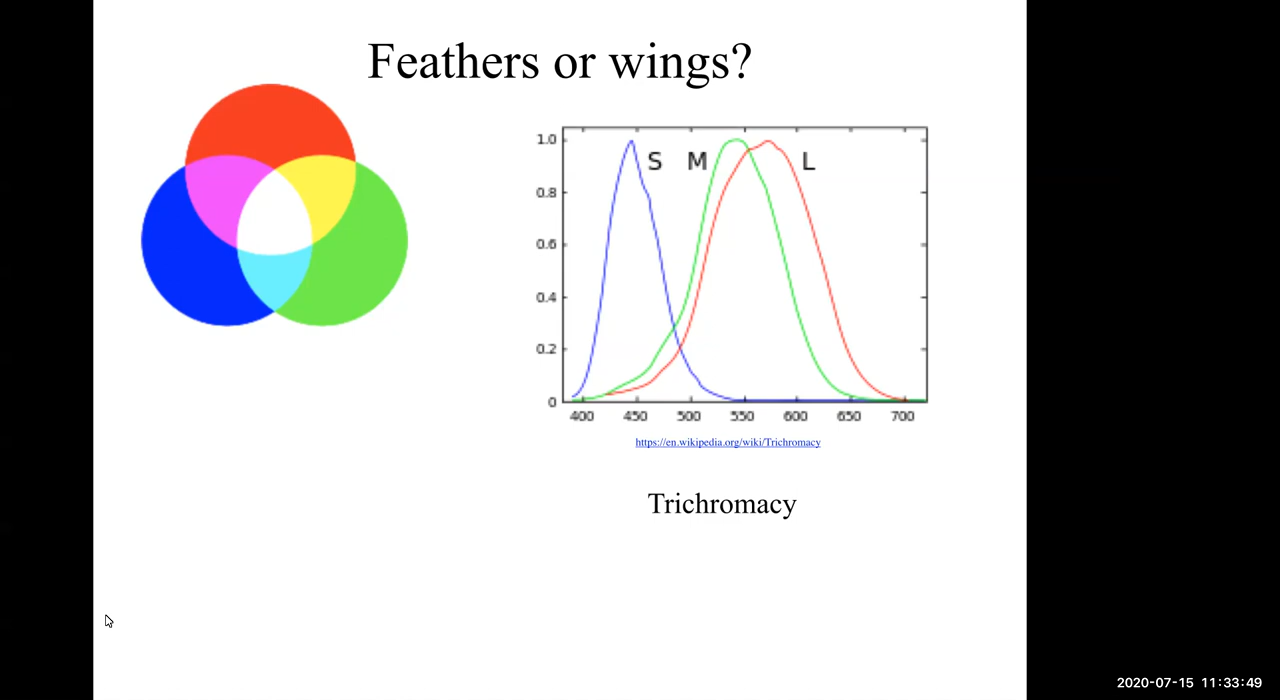 Feathers or wings?
1.0
0.8
0.6
0.4
0.2
0
S M L
400 450 500 550 600 650 700
https://en.wikipedia.org/wiki/Trichromacy
Trichromacy
2020-07-15 11:33:49